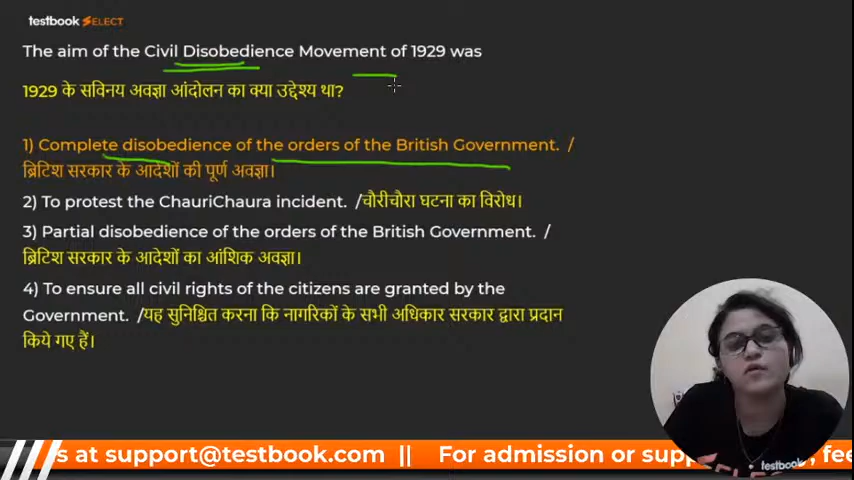 testbook SELECT
The aim of the Civil Disobedience Movement of 1929 was
1929 के सविनय अवज्ञा आंदोलन का क्या उद्देश्य था?
1) Complete disobedience of the orders of the British Government. /
ब्रिटिश सरकार के आदेशों की पूर्ण अवज्ञा।
2) To protest the ChauriChaura incident. /चौरीचौरा घटना का विरोध।
3) Partial disobedience of the orders of the British Government. /
ब्रिटिश सरकार के आदेशों का आंशिक अवज्ञा।
4) To ensure all civil rights of the citizens are granted by the
Government. /यह सुनिश्चित करना कि नागरिकों के सभी अधिकार सरकार द्वारा प्रदान
किये गए हैं।
testbook
s at support@testbook.com || For admission or supp , fee